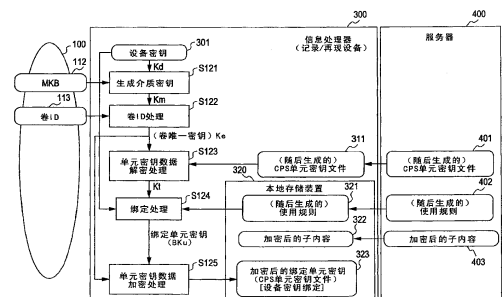 300
400
100
信息处理器
(记录/再现设备)
服务器
设备密钥
301
112
Kd
MKB
生成介质密钥
S121
113
Km
卷iD
卷ID处理
S122
(卷唯一密钥) Ke
单元密钥数据
解密处理
S123
311
(随后生成的)
CPS单元密钥文件
401
(随后生成的)
CPS单元密钥文件
320
Kt
本地存储装置
321
402
绑定处理
S124
(随后生成的)
使用规则
(随后生成的)
使用规则
322
绑定单元密钥
(BKu)
加密后的子内容
加密后的子内容
403
323
单元密钥数据
加密处理
S125
加密后的绑定单元密钥
(CPS单元密钥文件)
[设备密钥绑定]